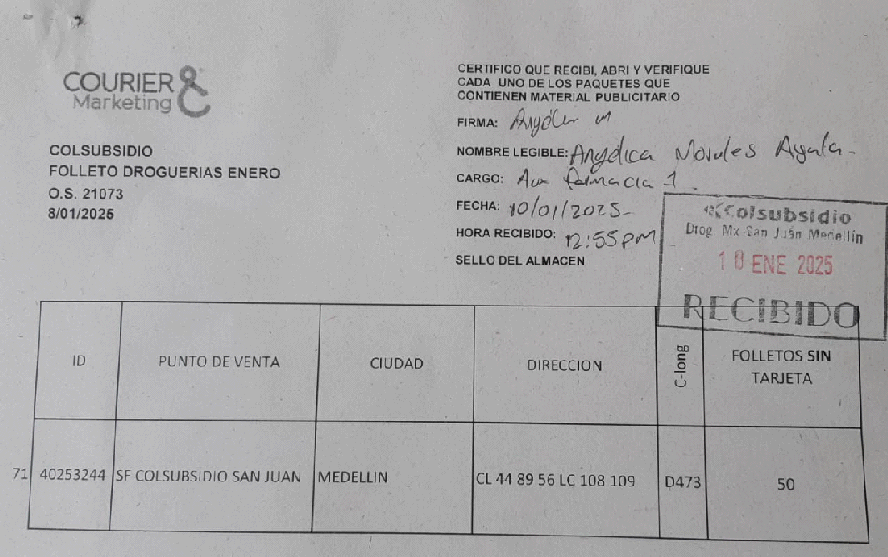 COURIER &
Marketing
COLSUBSIDIO
FOLLETO DROGUERIAS ENERO
O.S. 21073
8/01/2025
CERTIFICO QUE RECIBI, ABRI Y VERIFIQUE
CADA UNO DE LOS PAQUETES QUE
CONTIENEN MATERIAL PUBLICITARIO
FIRMA:
NOMBRE LEGIBLE: Angelica Morales Ayala
CARGO: Aux farmacia 1
FECHA: 10/01/2025
HORA RECIBIDO: 12:55 pm
SELLO DEL ALMACEN
Colsubsidio
Drog Mx San Juan Medellin
10 ENE 2025
RECIBIDO
ID PUNTO DE VENTA CIUDAD DIRECCION C-long FOLLETOS SIN TARJETA
71 40253244 SF COLSUBSIDIO SAN JUAN MEDELLIN CL 44 89 56 LC 108 109 D473 50